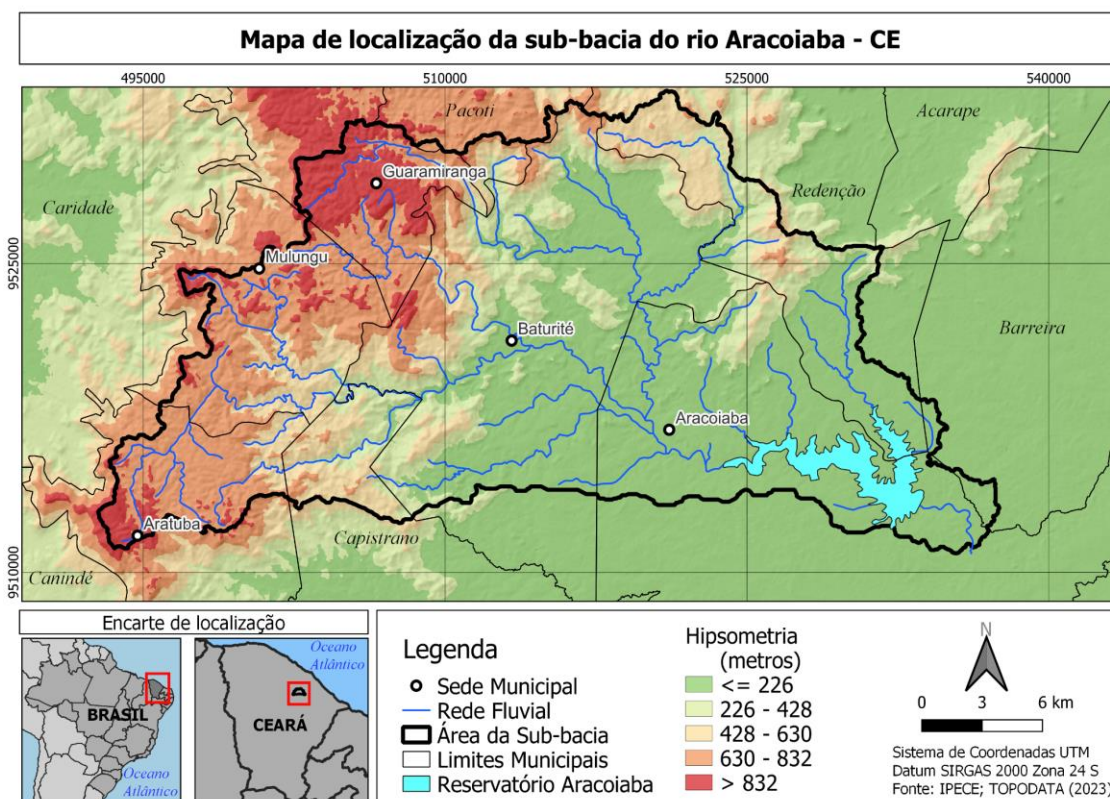 Mapa de localização da sub-bacia do rio Aracoiaba - CE
495000
510000
525000
540000
Pacoti
Acarape
Guaramiranga
Redenção
Caridade
9525000
Mulungu
Baturité
Barreira
Aracoiaba
Aratuba
Capistrano
Canindé
9510000
Encarte de localização
Oceano
Atlântico
BRASIL
Oceano
Atlântico
Oceano
Atlântico
CEARÁ
Legenda
Sede Municipal
Rede Fluvial
Área da Sub-bacia
Limites Municipais
Reservatório Aracoiaba
Hipsometria
(metros)
<= 226
226 - 428
428 - 630
630 - 832
> 832
N
0 3 6 km
Sistema de Coordenadas UTM
Datum SIRGAS 2000 Zona 24 S
Fonte: IPECE; TOPODATA (2023)